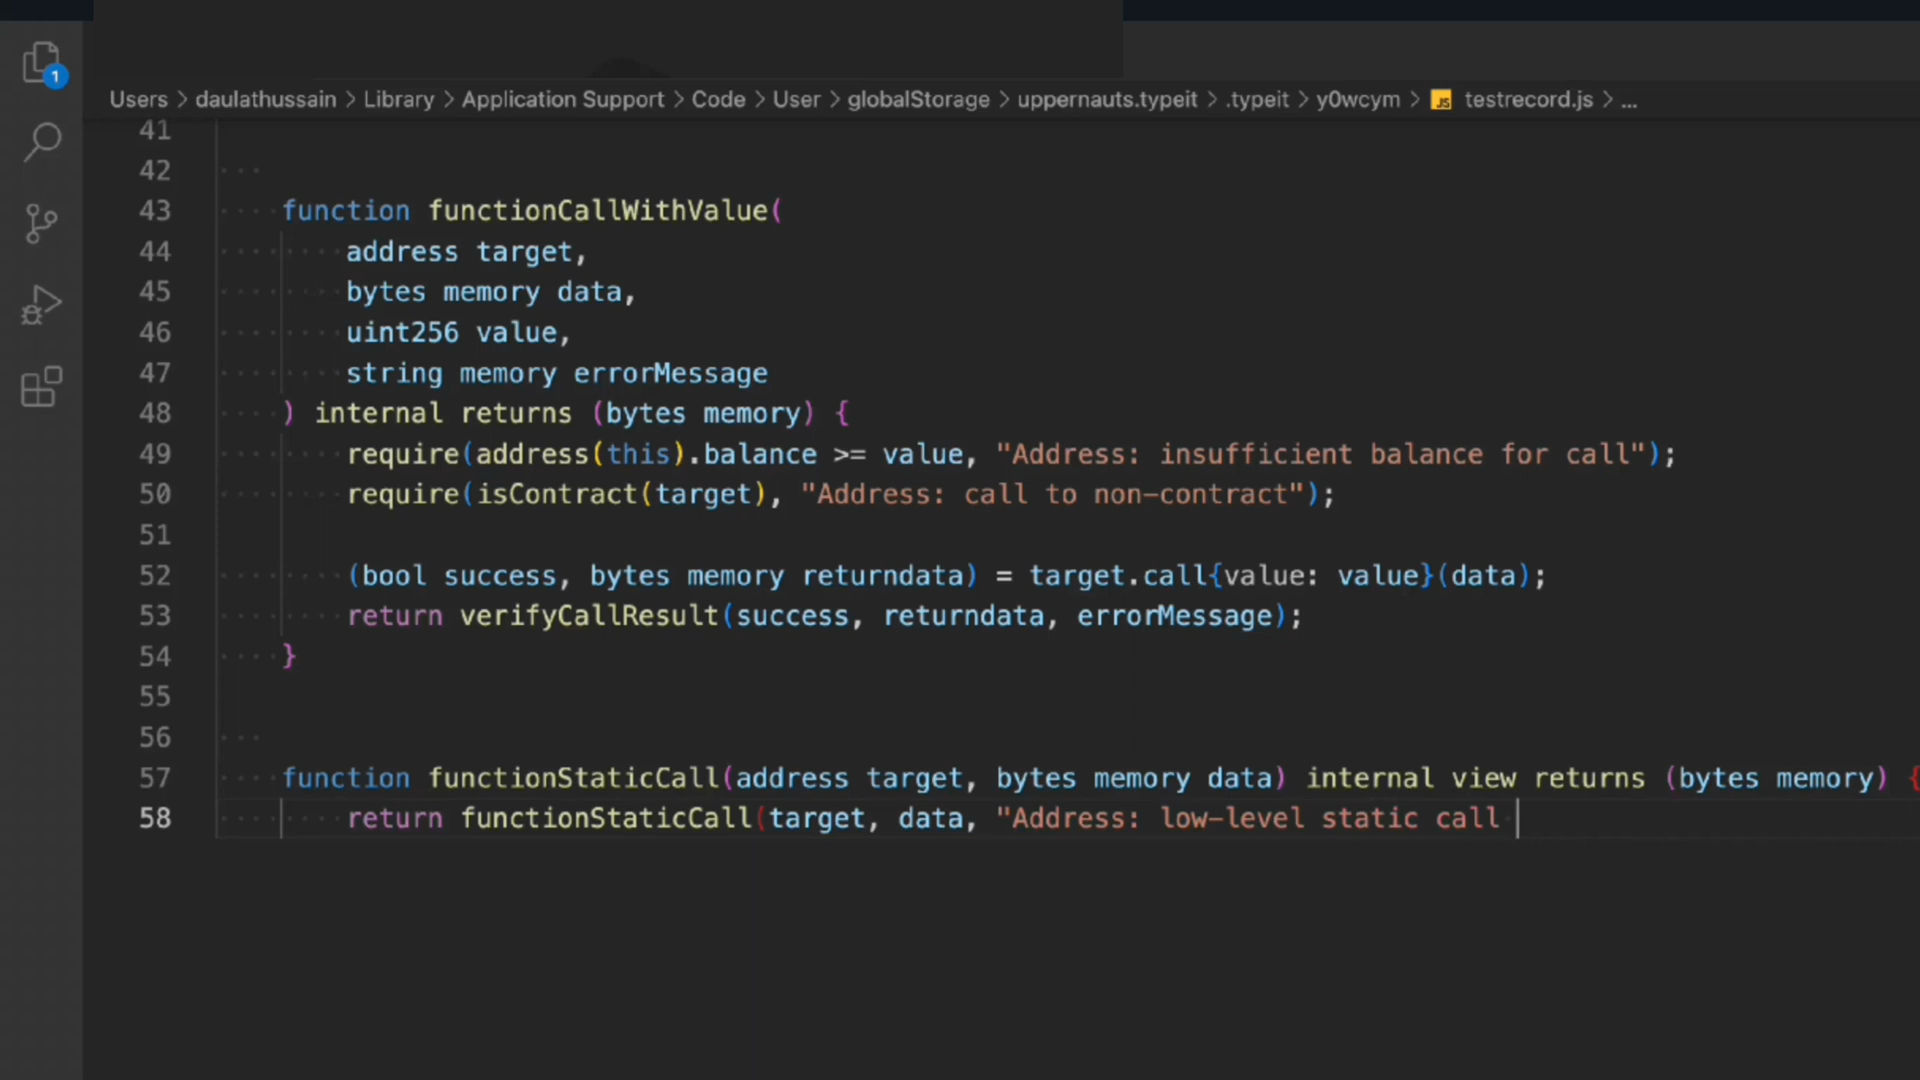 1
Users > daulathussain > Library > Application Support > Code > User > globalStorage > uppernauts.typeit > .typeit > y0wcym > JS testrecord.js > ...
41
42
43 function functionCallWithValue(
44 address target,
45 bytes memory data,
46 uint256 value,
47 string memory errorMessage
48 ) internal returns (bytes memory) {
49 require(address(this).balance >= value, "Address: insufficient balance for call");
50 require(isContract(target), "Address: call to non-contract");
51
52 (bool success, bytes memory returndata) = target.call{value: value}(data);
53 return verifyCallResult(success, returndata, errorMessage);
54 }
55
56
57 function functionStaticCall(address target, bytes memory data) internal view returns (bytes memory) {
58 return functionStaticCall(target, data, "Address: low-level static call